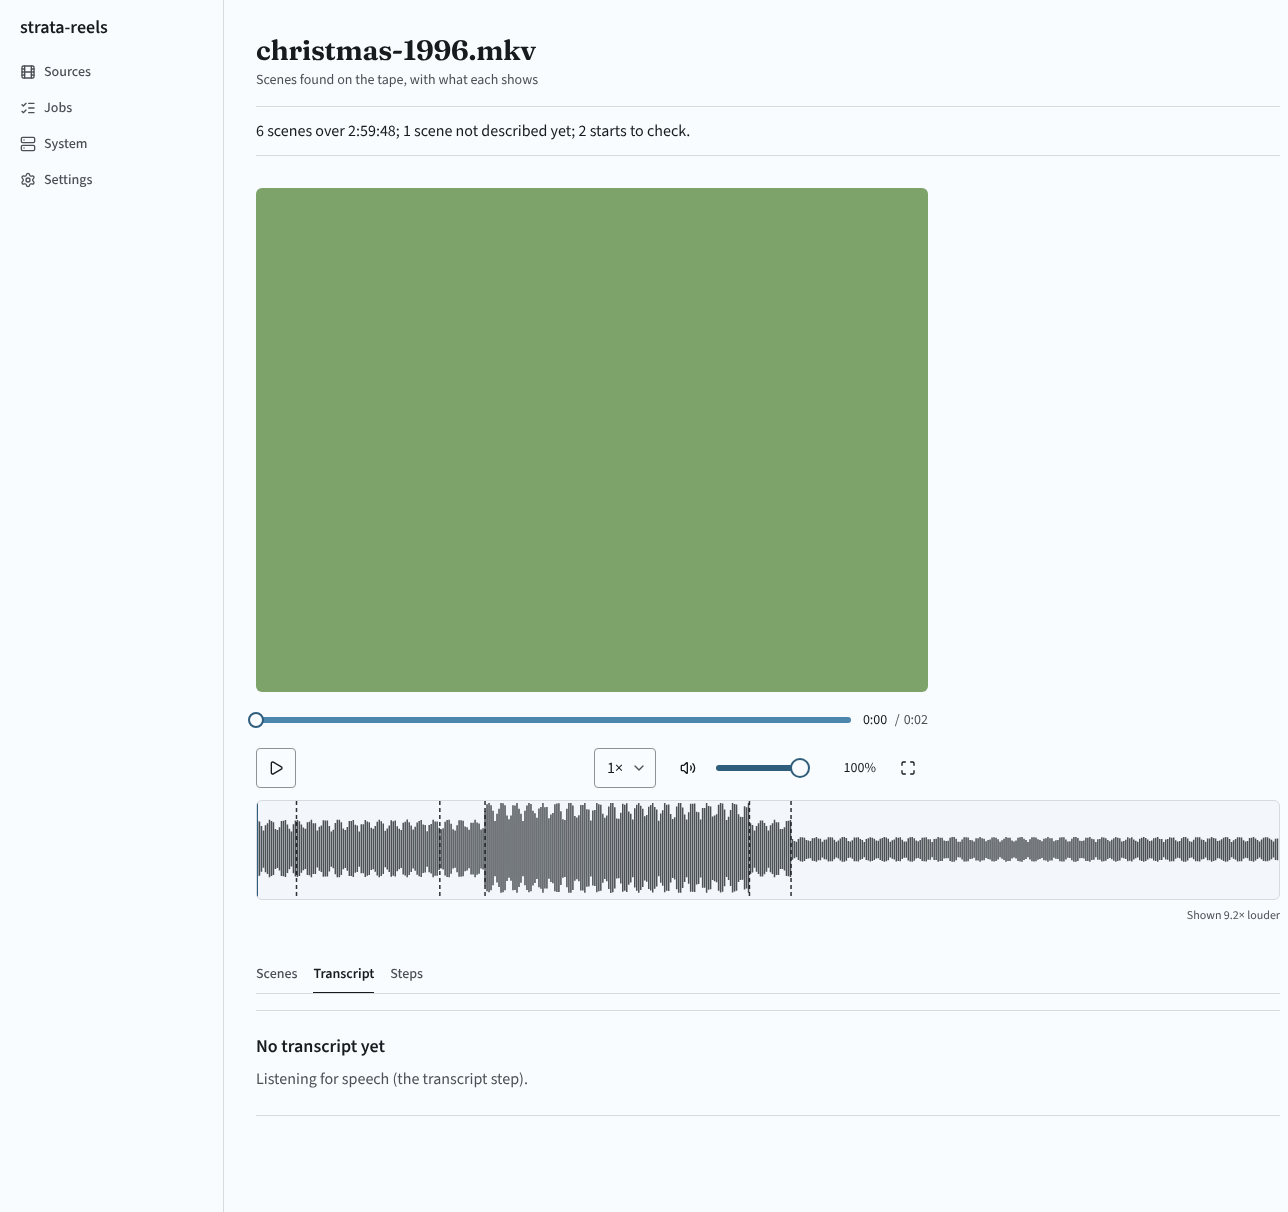 strata-reels
Sources
Jobs
System
Settings
christmas-1996.mkv
Scenes found on the tape, with what each shows
6 scenes over 2:59:48; 1 scene not described yet; 2 starts to check.
0:00 / 0:02
1× 100%
Shown 9.2× louder
Scenes Transcript Steps
No transcript yet
Listening for speech (the transcript step).